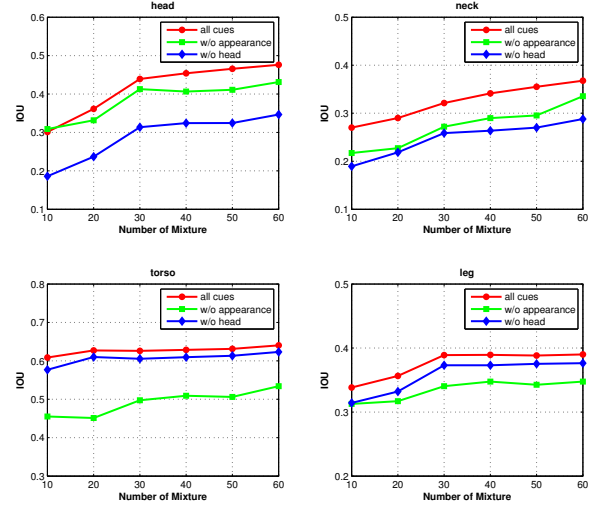 head
0.6
0.5
0.4
0.3
0.2
0.1
IOU
10 20 30 40 50 60
Number of Mixture
all cues
w/o appearance
w/o head
neck
0.5
0.4
0.3
0.2
0.1
IOU
10 20 30 40 50 60
Number of Mixture
all cues
w/o appearance
w/o head
torso
0.8
0.7
0.6
0.5
0.4
0.3
IOU
10 20 30 40 50 60
Number of Mixture
all cues
w/o appearance
w/o head
leg
0.5
0.4
0.3
0.2
IOU
10 20 30 40 50 60
Number of Mixture
all cues
w/o appearance
w/o head